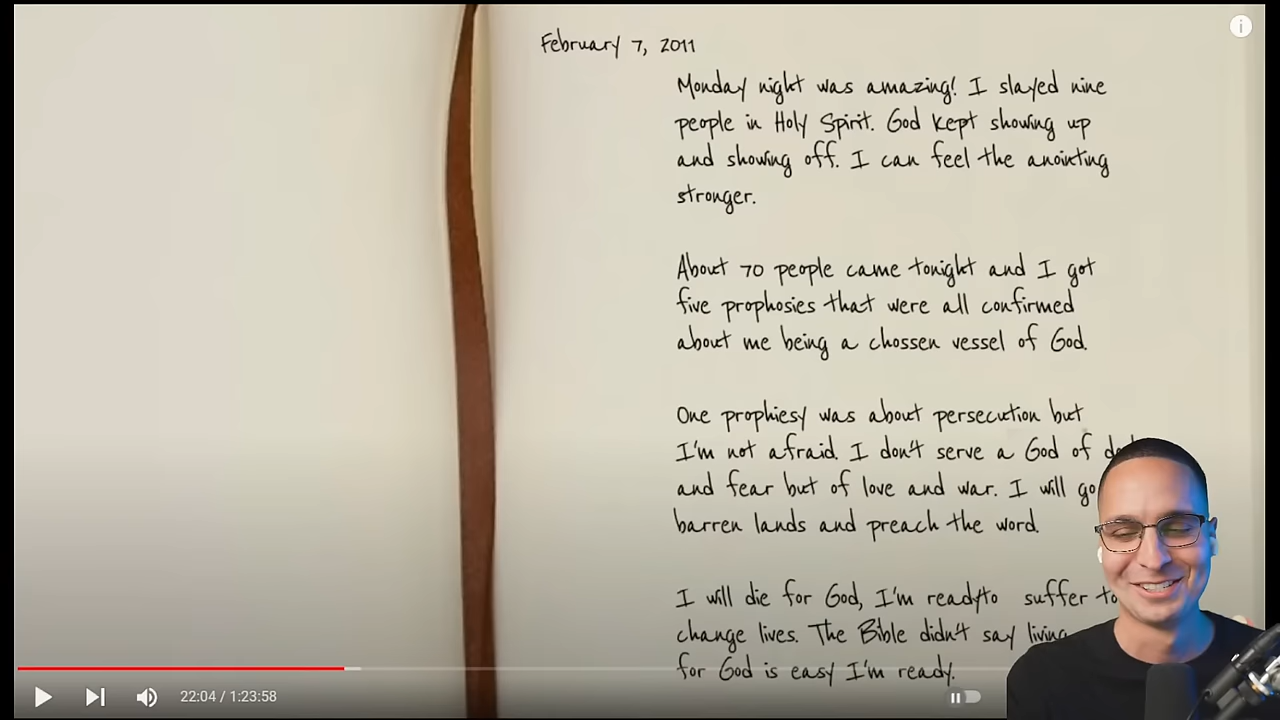 February 7, 2011
Monday night was amazing! I slayed nine
people in Holy Spirit. God kept showing up
and showing off. I can feel the anointing
stronger.
About 70 people came tonight and I got
five prophosies that were all confirmed
about me being a chossen vessel of God.
One prophiesy was about persecution but
I'm not afraid. I don't serve a God of
and fear but of love and war. I will go
barren lands and preach the word.
I will die for God, I'm readyto suffer to
change lives. The Bible didn't say living
for God is easy I'm ready.
22:04 / 1:23:58